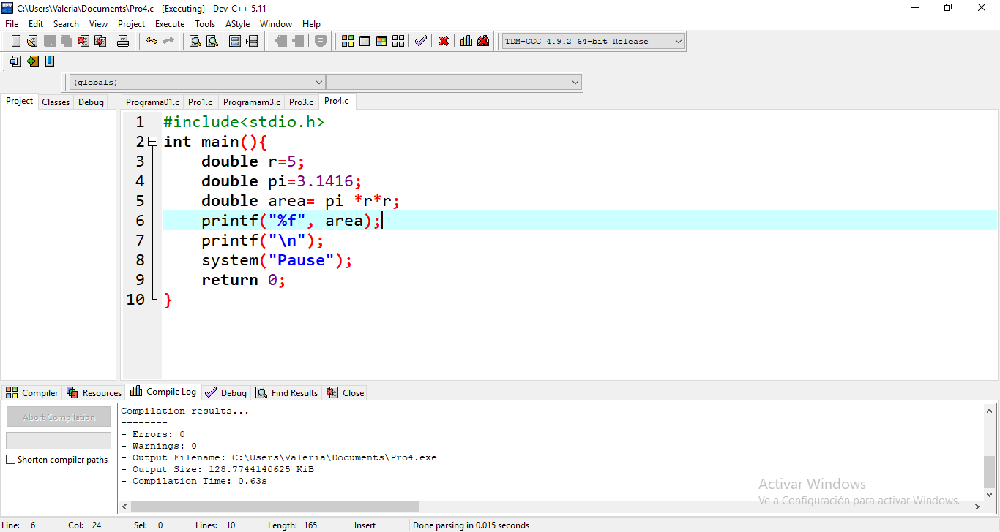 C:\Users\Valeria\Documents\Pro4.c - [Executing] - Dev-C++ 5.11
File Edit Search View Project Execute Tools AStyle Window Help
TDM-GCC 4.9.2 64-bit Release
(globals)
Project Classes Debug
Programa01.c Pro1.c Programam3.c Pro3.c Pro4.c
1 #include<stdio.h>
2 int main(){
3     double r=5;
4     double pi=3.1416;
5     double area= pi *r*r;
6     printf("%f", area);
7     printf("\n");
8     system("Pause");
9     return 0;
10 }
Compiler Resources Compile Log Debug Find Results Close
Abort Compilation
Shorten compiler paths
Compilation results...
--------
- Errors: 0
- Warnings: 0
- Output Filename: C:\Users\Valeria\Documents\Pro4.exe
- Output Size: 128.7744140625 KiB
- Compilation Time: 0.63s
Activar Windows
Ve a Configuración para activar Windows.
Line: 6 Col: 24 Sel: 0 Lines: 10 Length: 165 Insert Done parsing in 0.015 seconds